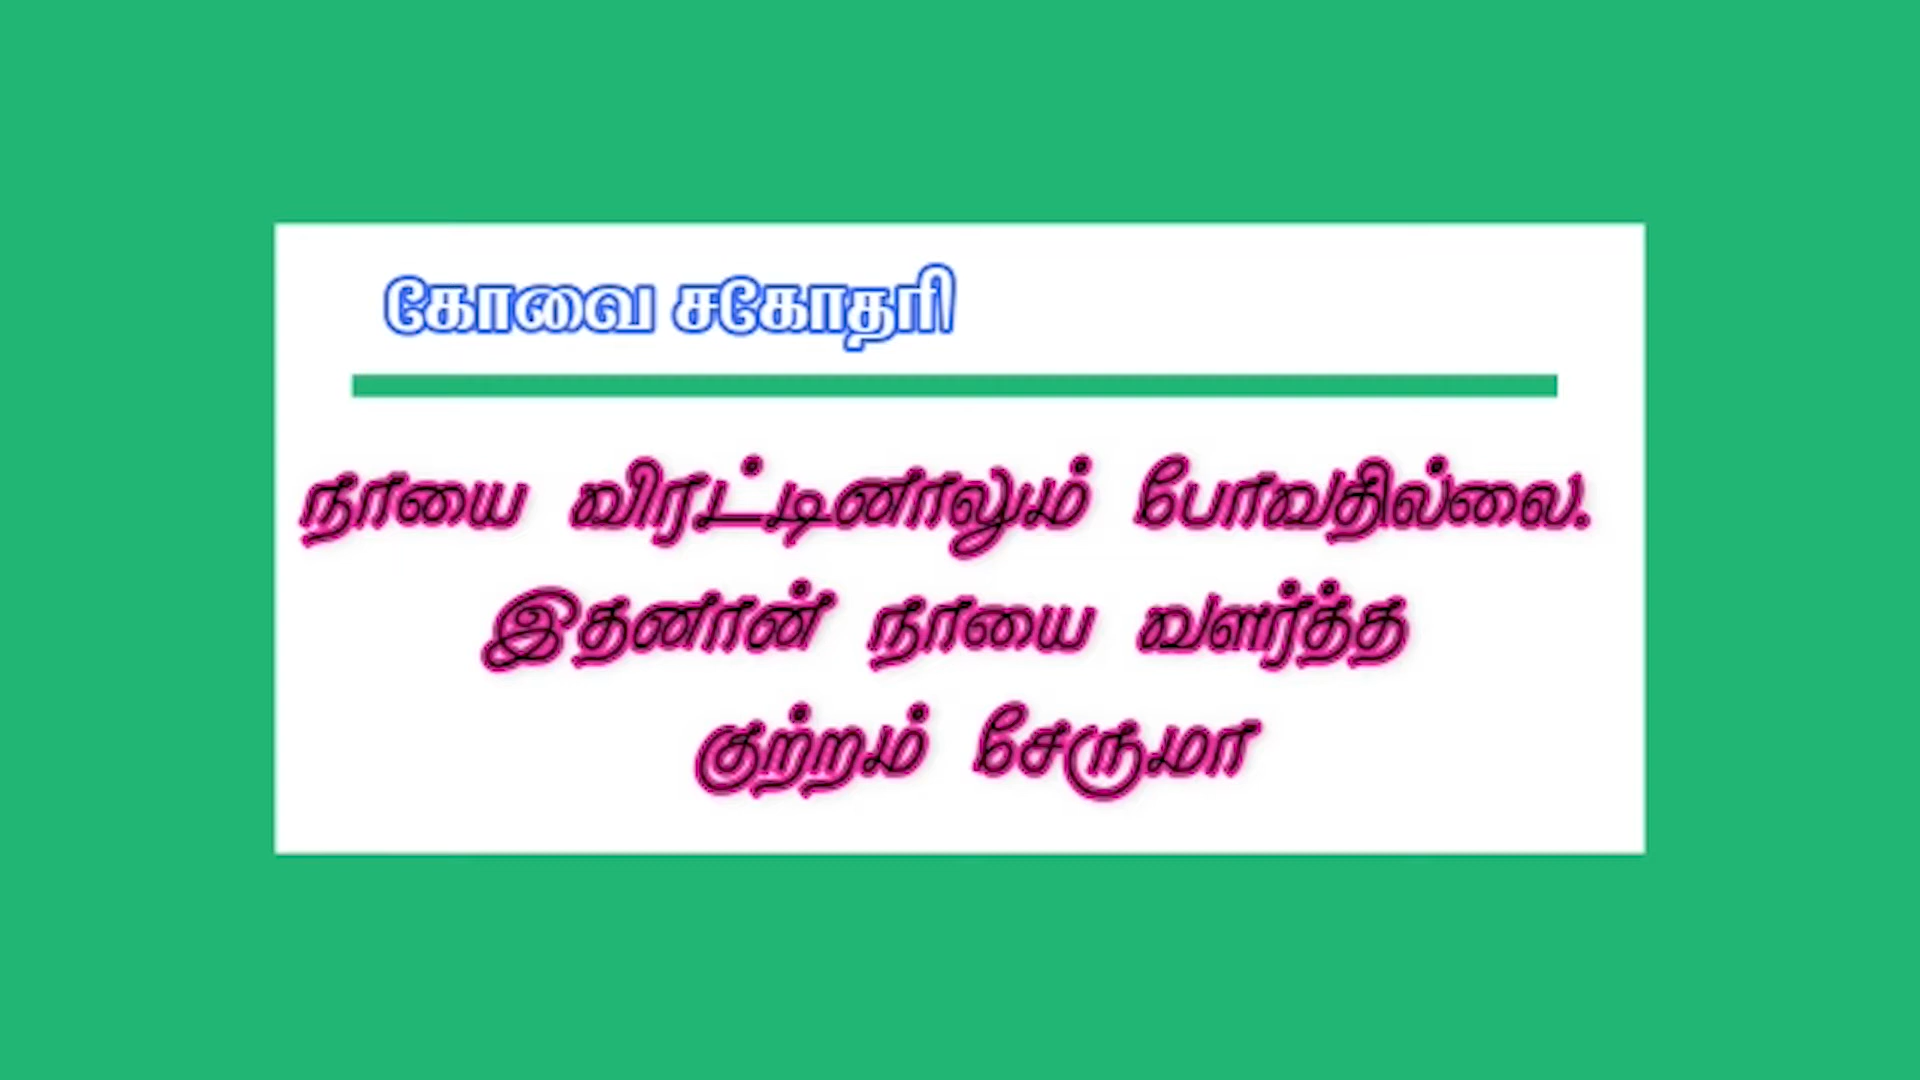 கோவை சகோதரி
நாயை விரட்டினாலும் போவதில்லை.
இதனான் நாயை வளர்த்த
குற்றம் சேருமா